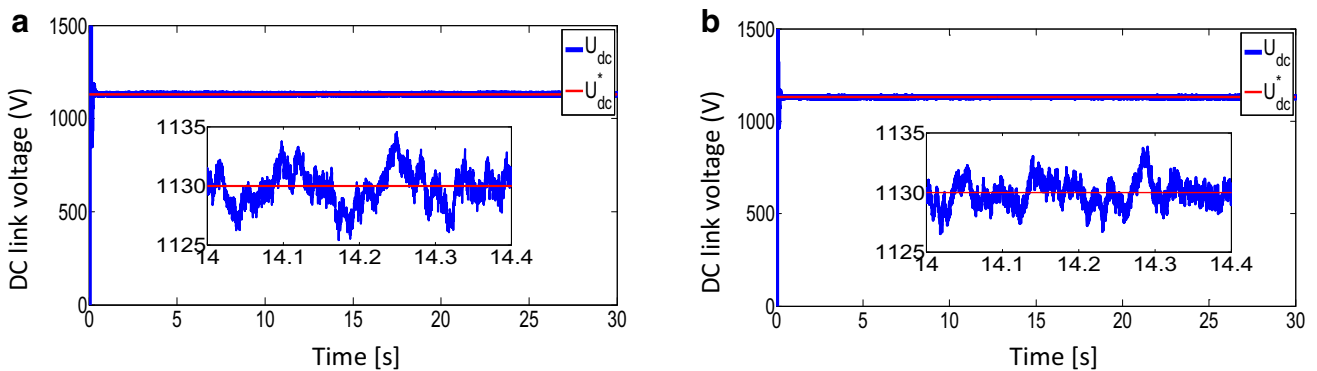 a
DC link voltage (V)
1500
1000
500
0
U_dc
U*_dc
1135
1130
1125
14 14.1 14.2 14.3 14.4
0 5 10 15 20 25 30
Time [s]
b
DC link voltage (V)
1500
1000
500
0
U_dc
U*_dc
1135
1130
1125
14 14.1 14.2 14.3 14.4
0 5 10 15 20 25 30
Time [s]